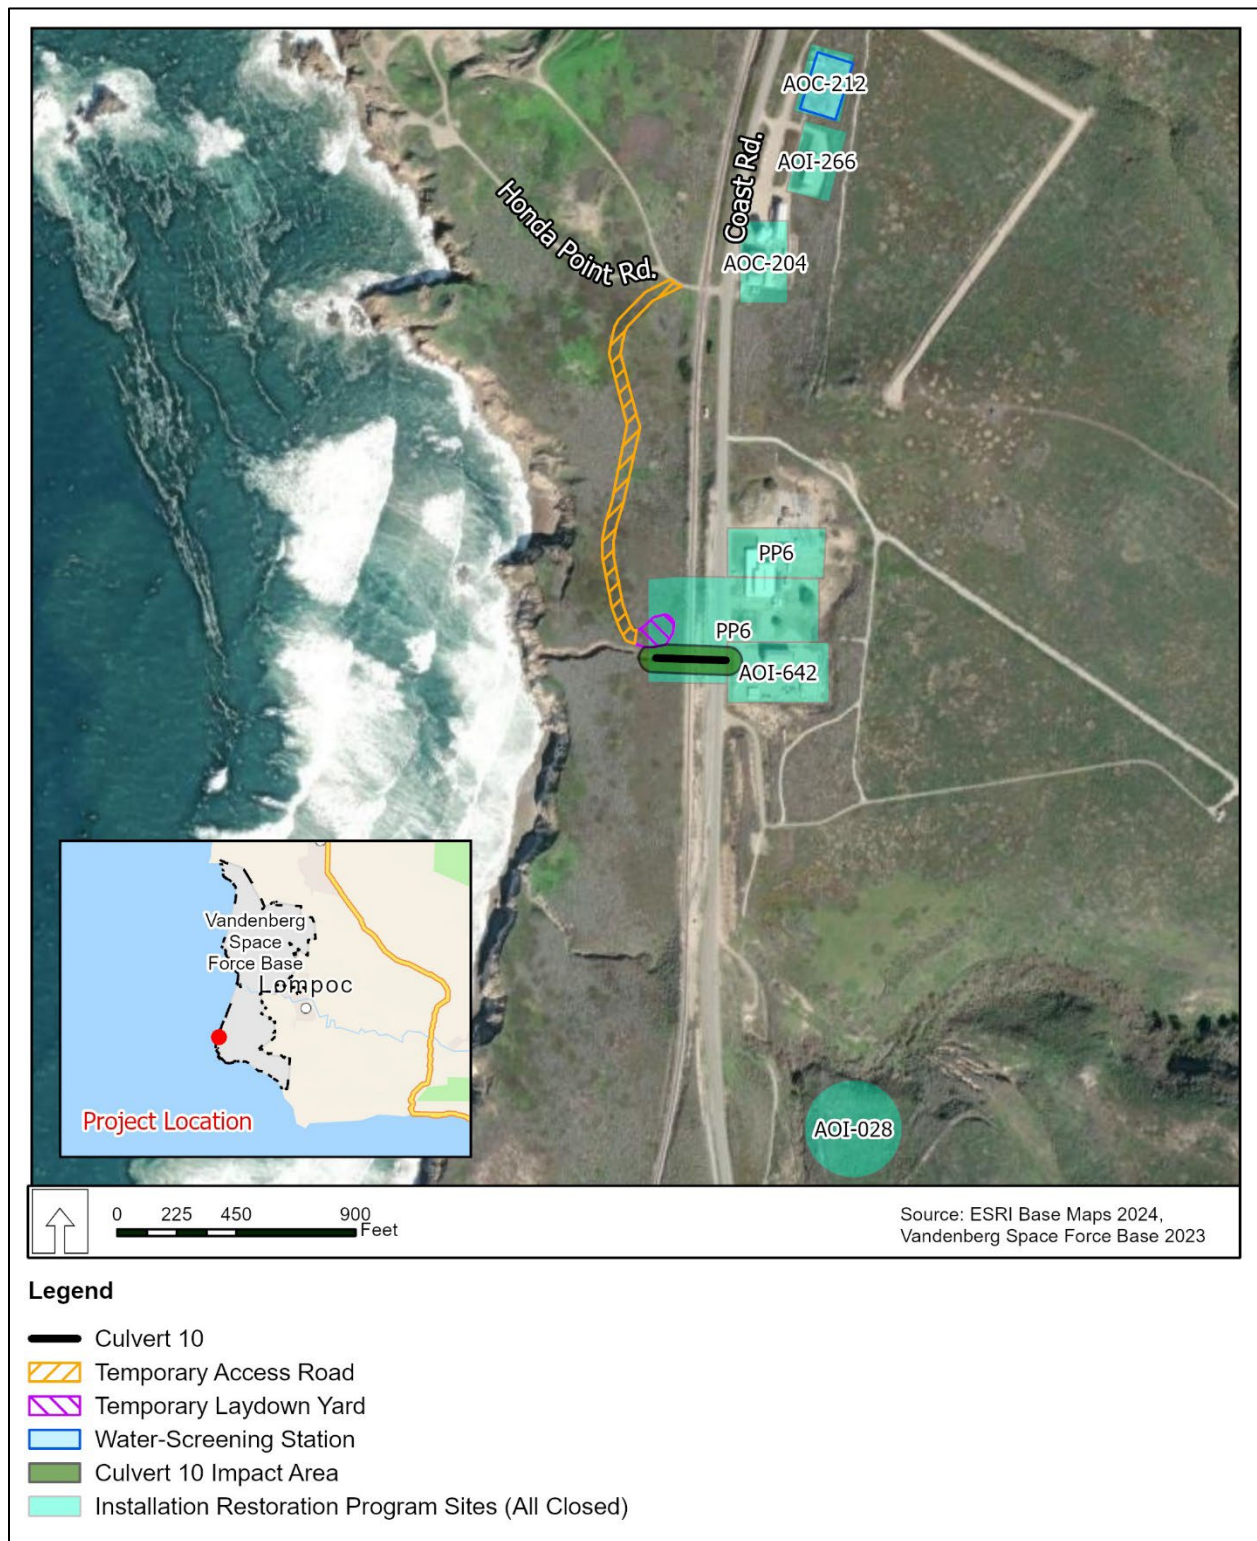 AOC-212
AOI-266
Coast Rd.
Honda Point Rd.
AOC-204
PP6
PP6
AOI-642
Vandenberg
Space
Force Base
Lompoc
Project Location
AOI-028
0 225 450 900
Feet
Source: ESRI Base Maps 2024,
Vandenberg Space Force Base 2023
Legend
Culvert 10
Temporary Access Road
Temporary Laydown Yard
Water-Screening Station
Culvert 10 Impact Area
Installation Restoration Program Sites (All Closed)